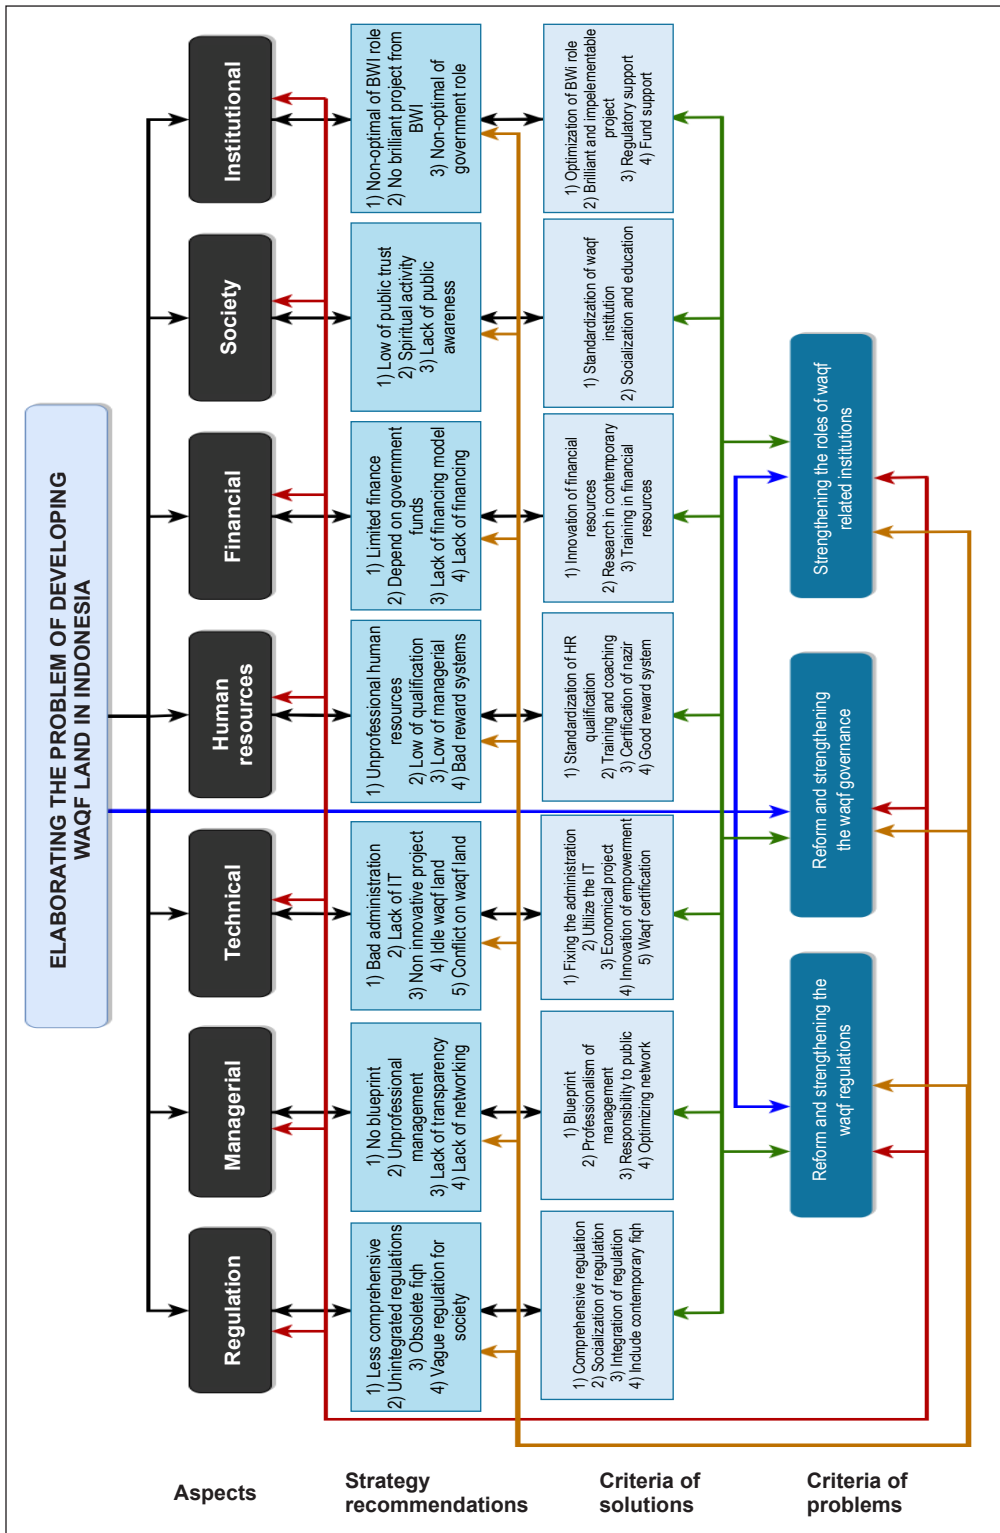 ELABORATING THE PROBLEM OF DEVELOPING
WAQF LAND IN INDONESIA
Aspects
Regulation
Managerial
Technical
Human
resources
Financial
Society
Institutional
Strategy
recommendations
1) Less comprehensive
2) Unintegrated regulations
3) Obsolete fiqh
4) Vague regulation for
society
1) No blueprint
2) Unprofessional
management
3) Lack of transparency
4) Lack of networking
1) Bad administration
2) Lack of IT
3) Non innovative project
4) Idle waqf land
5) Conflict on waqf land
1) Unprofessional human
resources
2) Low of qualification
3) Low of managerial
4) Bad reward systems
1) Limited finance
2) Depend on government
funds
3) Lack of financing model
4) Lack of financing
1) Low of public trust
2) Spiritual activity
3) Lack of public
awareness
1) Non-optimal of BWI role
2) No brilliant project from
BWI
3) Non-optimal of
government role
Criteria of
solutions
1) Comprehensive regulation
2) Socialization of regulation
3) Integration of regulation
4) Include contemporary fiqh
1) Blueprint
2) Professionalism of
management
3) Responsibility to public
4) Optimizing network
1) Fixing the administration
2) Utilize the IT
3) Economical project
4) Innovation of empowerment
5) Waqf certification
1) Standardization of HR
qualification
2) Training and coaching
3) Certification of nazir
4) Good reward system
1) Innovation of financial
resources
2) Research in contemporary
3) Training in financial
resources
1) Standardization of waqf
institution
2) Socialization and education
1) Optimization of BWi role
2) Brilliant and impelementable
project
3) Regulatory support
4) Fund support
Criteria of
problems
Reform and strengthening the
waqf regulations
Reform and strengthening
the waqf governance
Strengthening the roles of waqf
related institutions